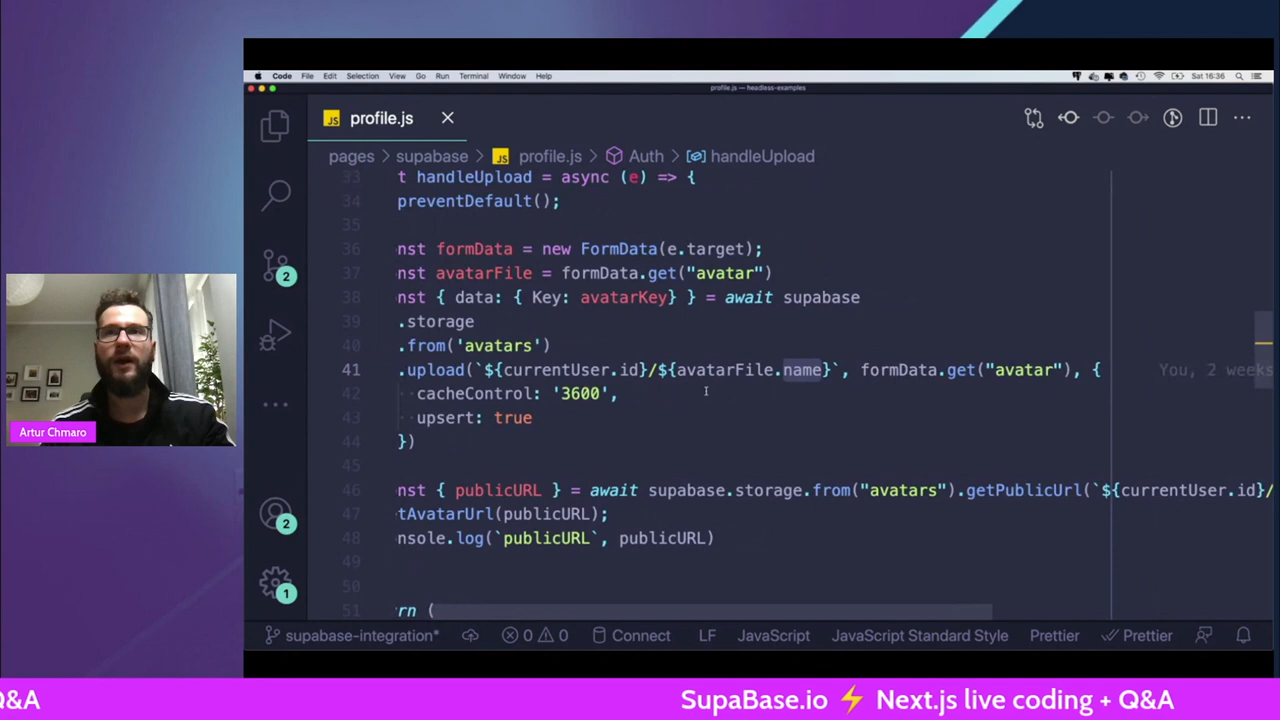 Code File Edit Selection View Go Run Terminal Window Help Sat 16:36
profile.js — headless-examples
JS profile.js
pages > supabase > JS profile.js > Auth > handleUpload
33 t handleUpload = async (e) => {
34 preventDefault();
35
36 nst formData = new FormData(e.target);
37 nst avatarFile = formData.get("avatar")
38 nst { data: { Key: avatarKey} } = await supabase
39 .storage
40 .from('avatars')
41 .upload(`${currentUser.id}/${avatarFile.name}`, formData.get("avatar"), { You, 2 weeks
42 cacheControl: '3600',
43 upsert: true
44 })
45
46 nst { publicURL } = await supabase.storage.from("avatars").getPublicUrl(`${currentUser.id}/
47 tAvatarUrl(publicURL);
48 nsole.log(`publicURL`, publicURL)
49
50
51 rn (
2
2
1
Artur Chmaro
supabase-integration* 0 0 Connect LF JavaScript JavaScript Standard Style Prettier Prettier
Q&A SupaBase.io ⚡ Next.js live coding + Q&A